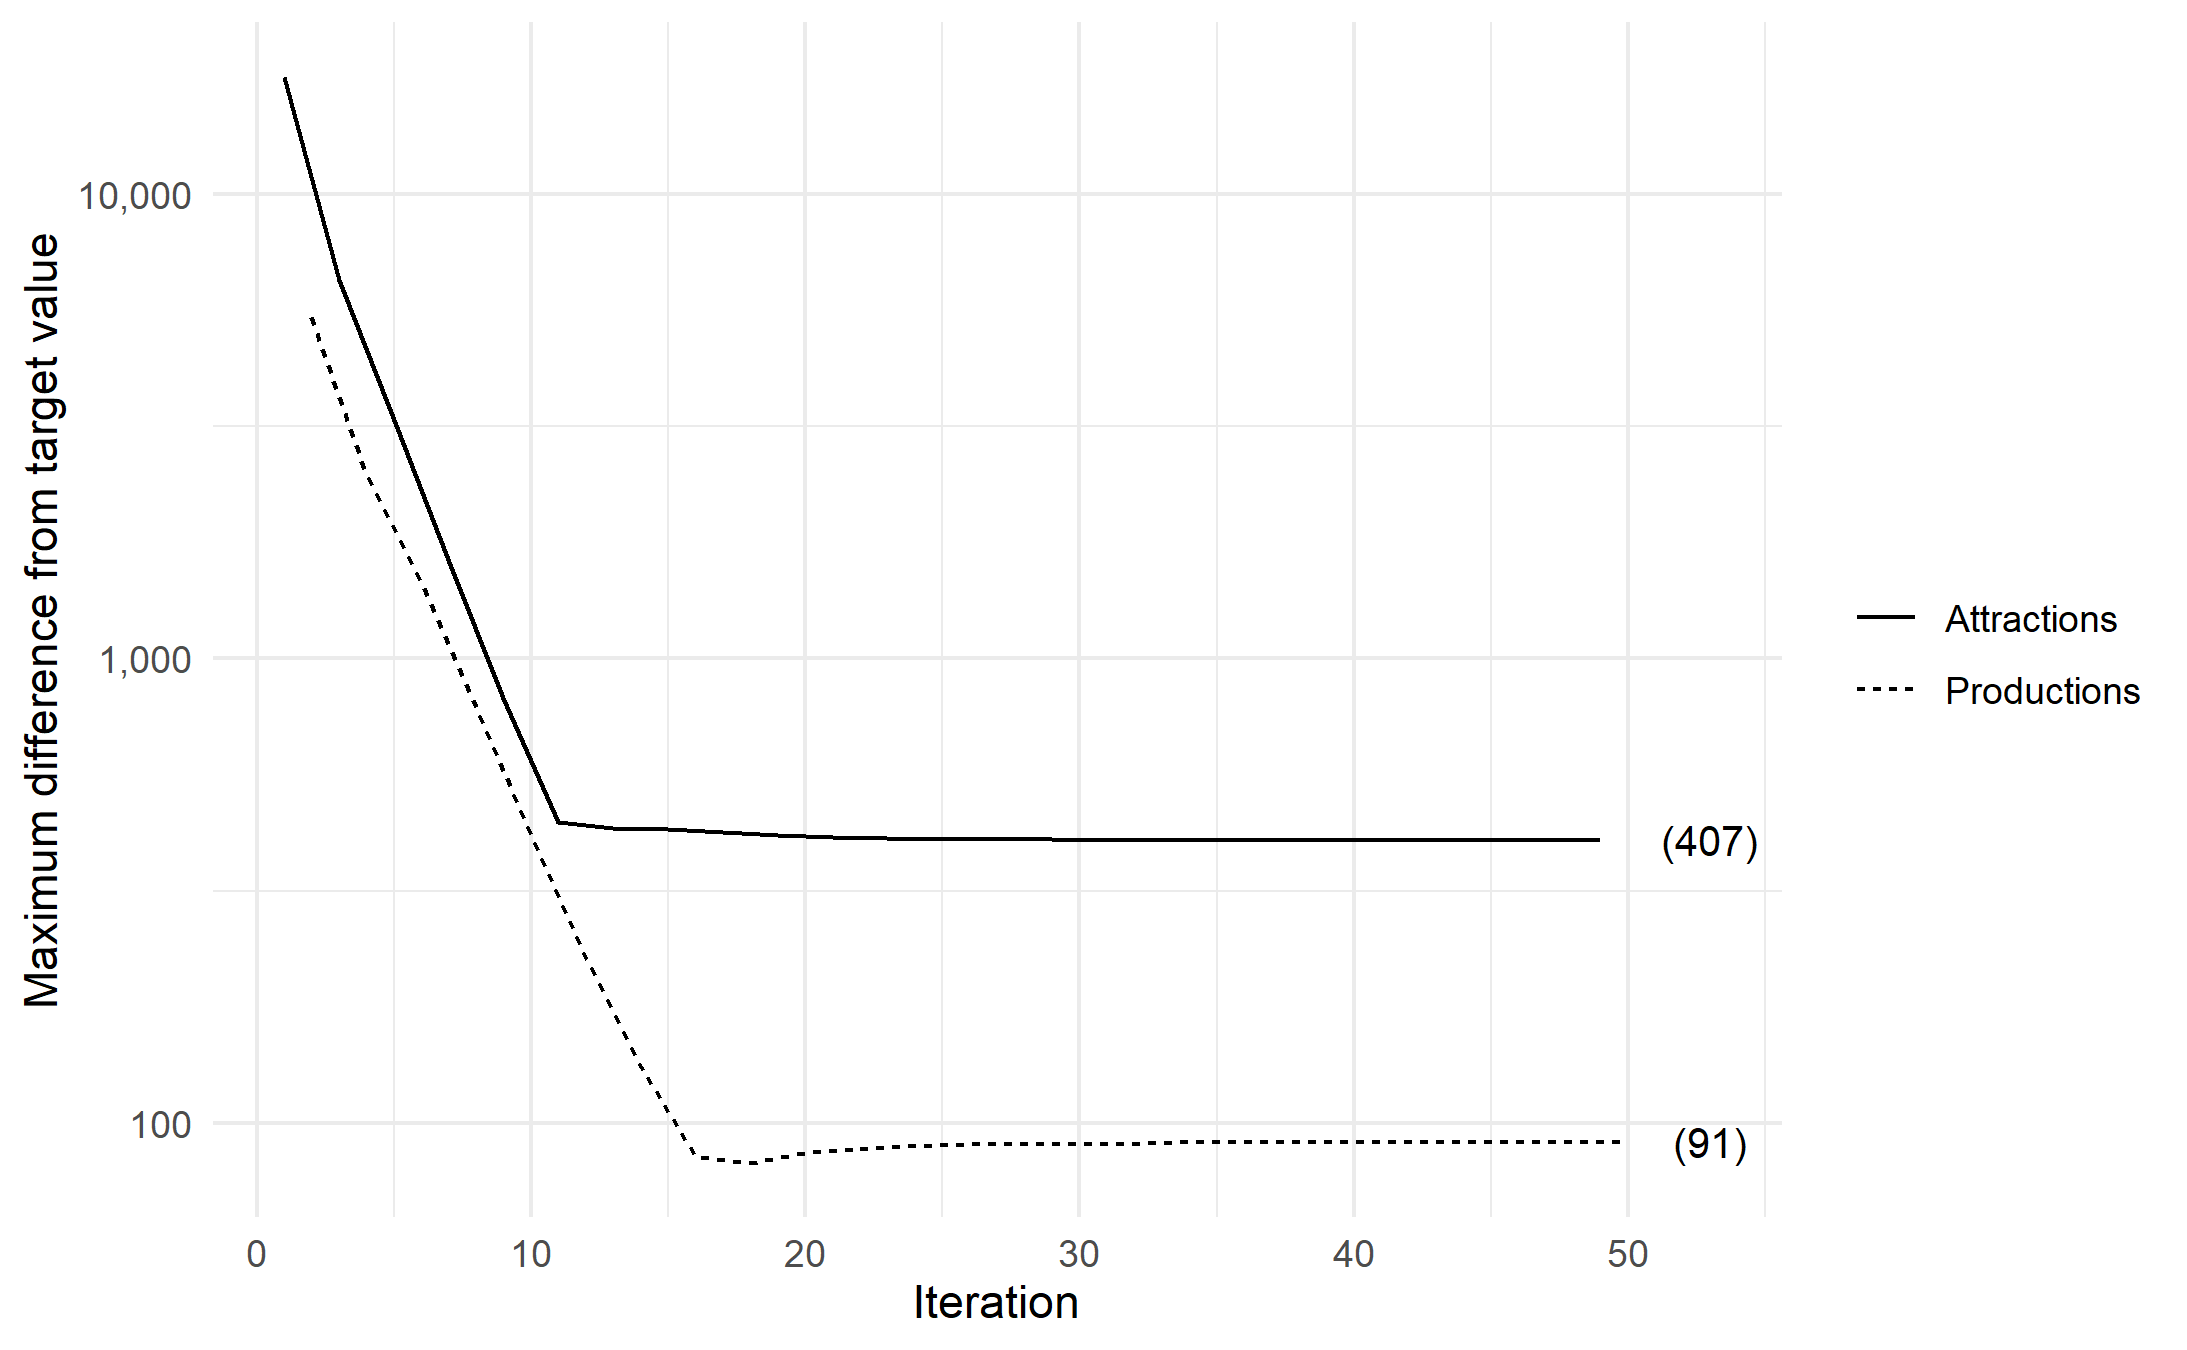 Maximum difference from target value
10,000
1,000
100
(407)
(91)
0 10 20 30 40 50
Iteration
Attractions
Productions